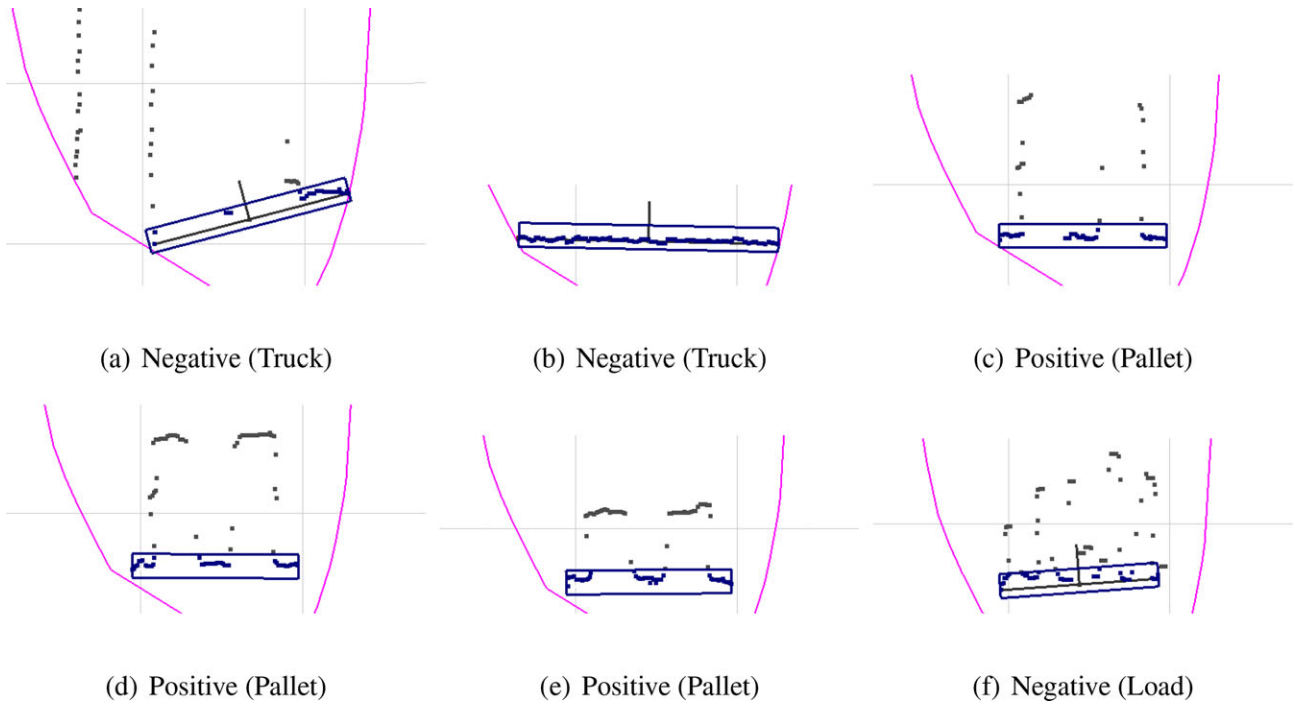 (a) Negative (Truck)
(b) Negative (Truck)
(c) Positive (Pallet)
(d) Positive (Pallet)
(e) Positive (Pallet)
(f) Negative (Load)